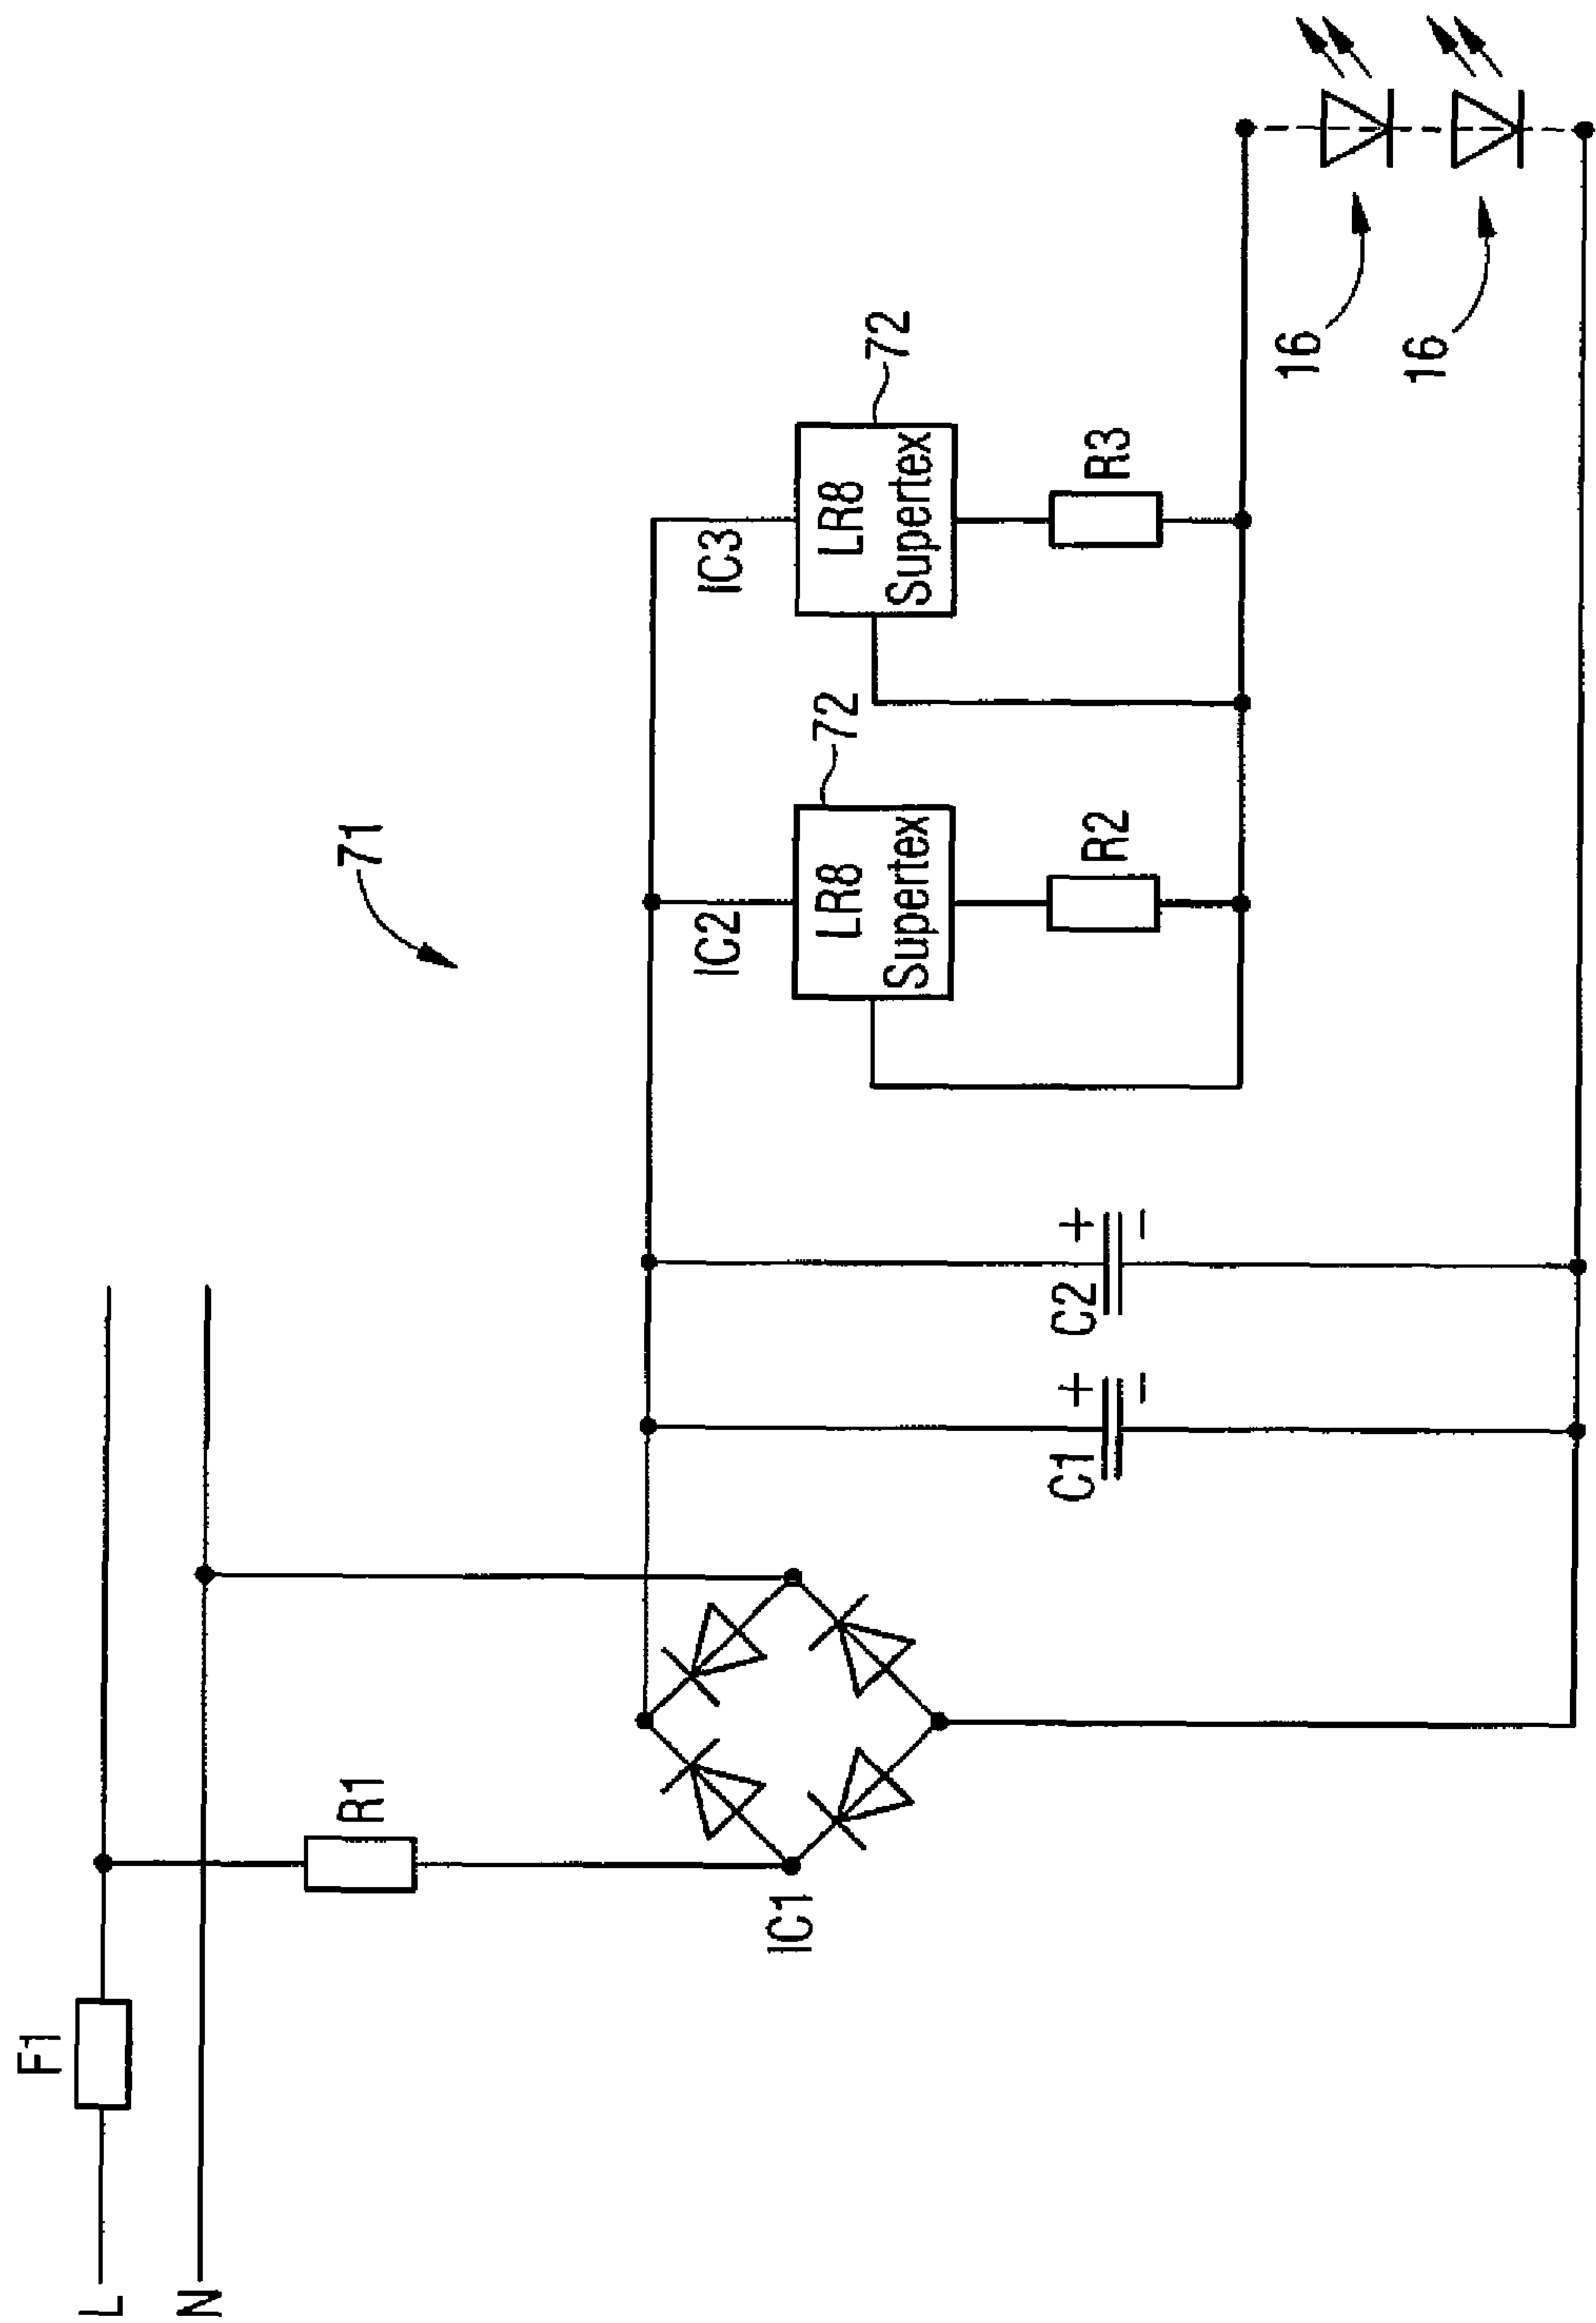 L
N
F1
R1
IC1
71
C1
+
−
C2
+
−
IC2
LR8
Supertex
72
R2
IC3
LR8
Supertex
72
R3
16
16